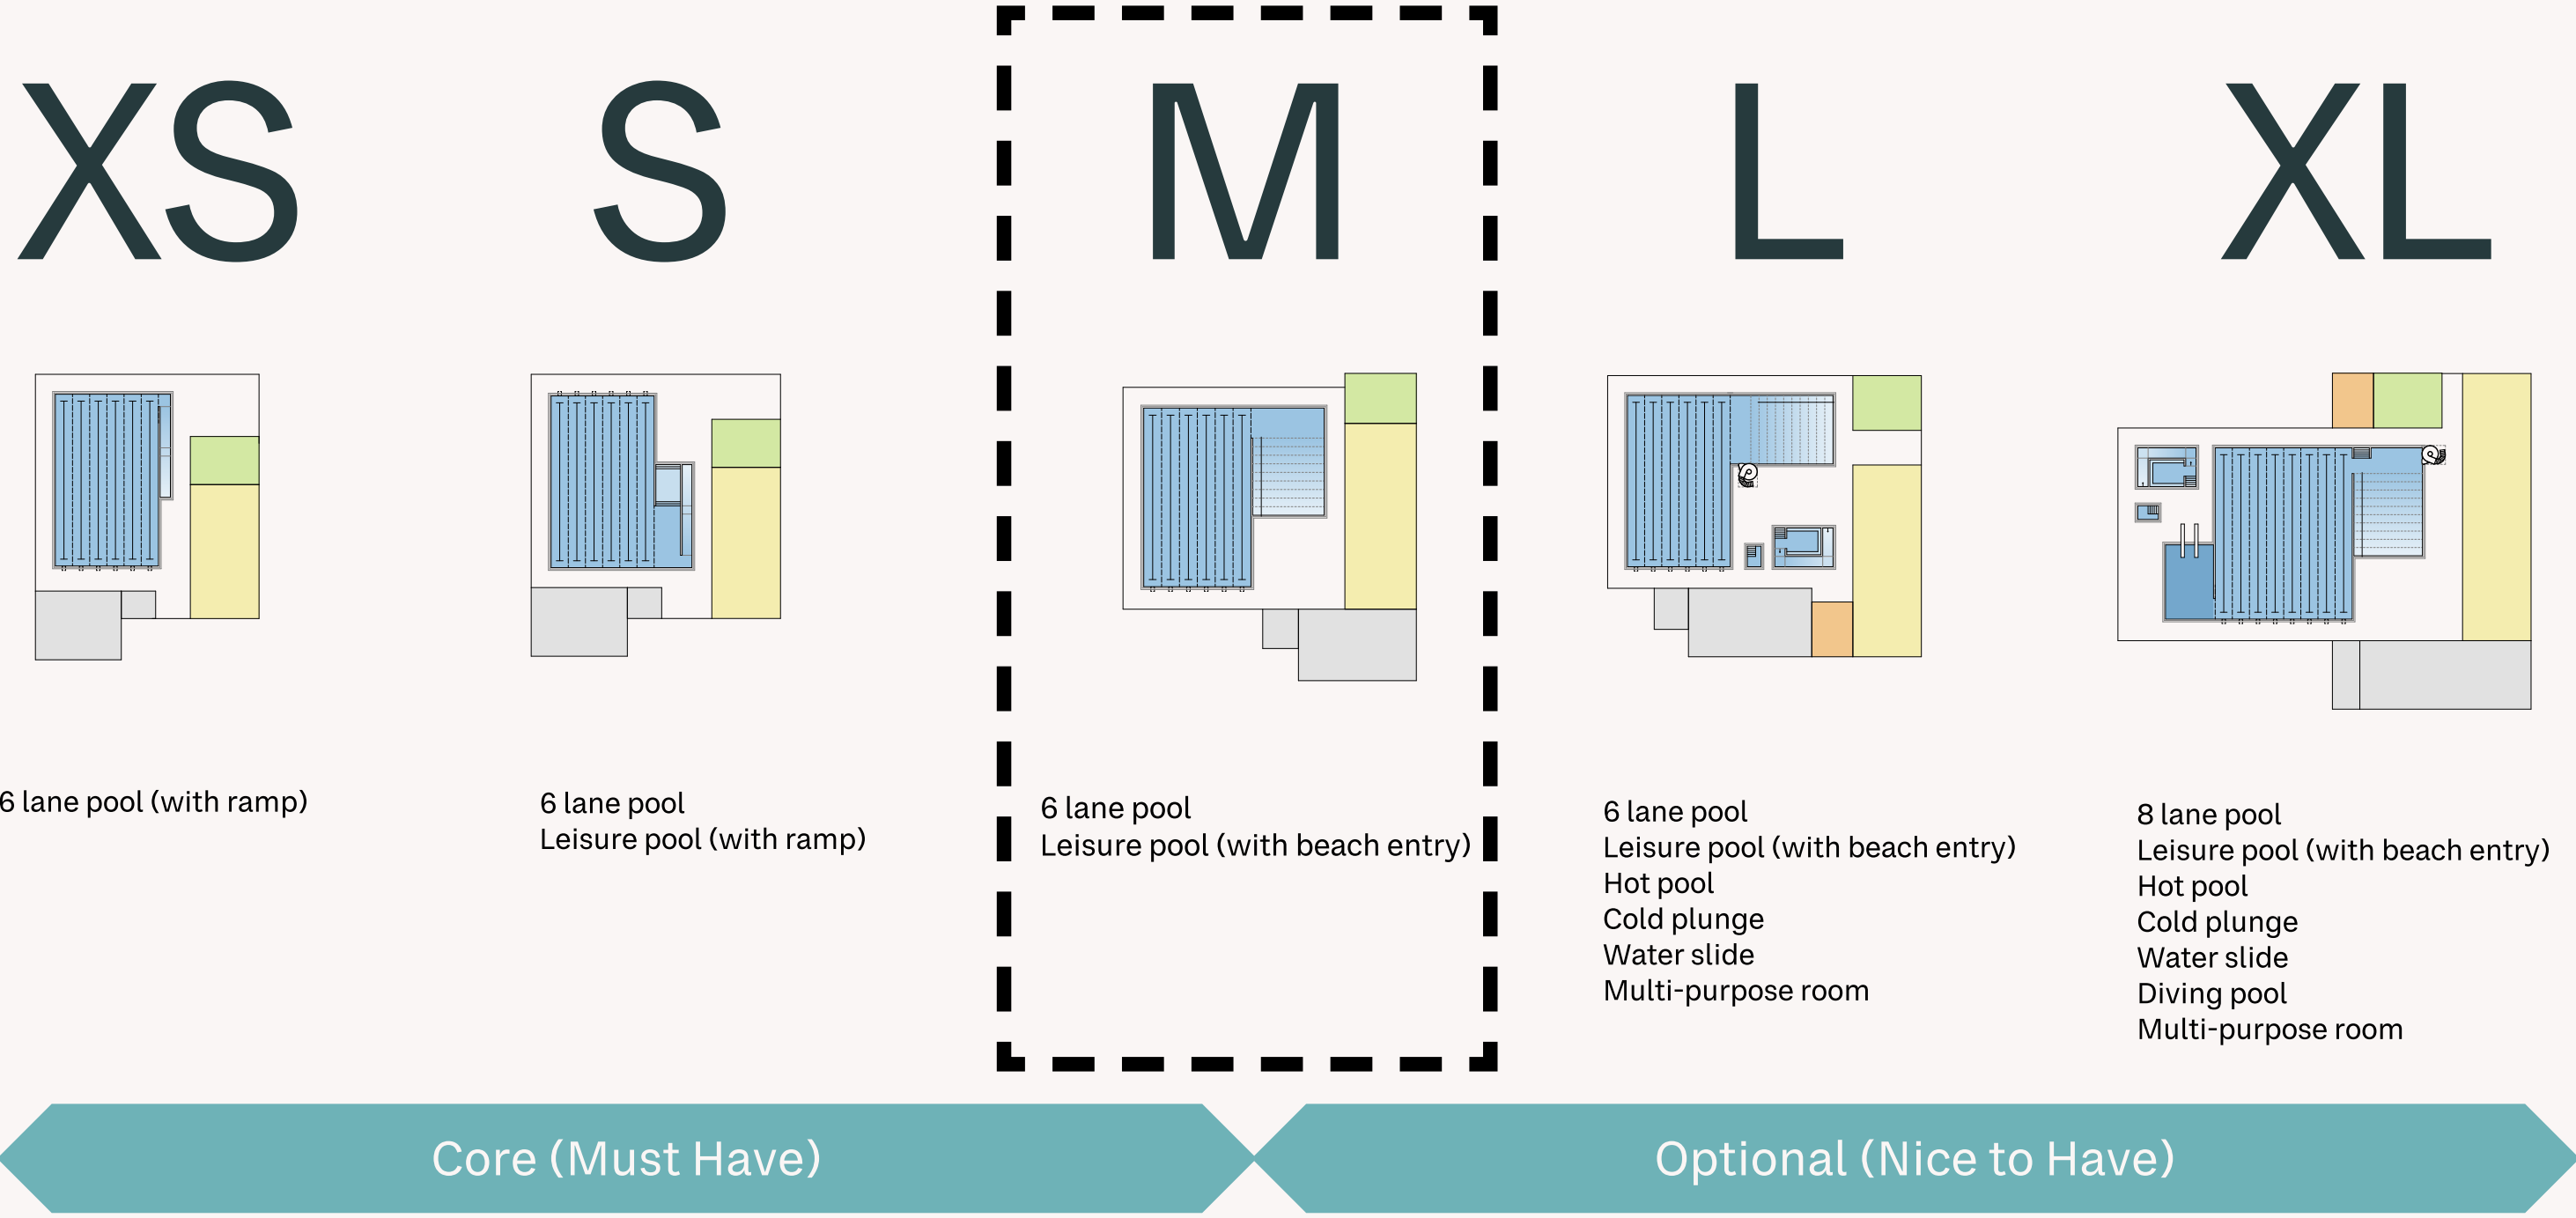 XS
S
M
L
XL
6 lane pool (with ramp)
6 lane pool
Leisure pool (with ramp)
6 lane pool
Leisure pool (with beach entry)
6 lane pool
Leisure pool (with beach entry)
Hot pool
Cold plunge
Water slide
Multi-purpose room
8 lane pool
Leisure pool (with beach entry)
Hot pool
Cold plunge
Water slide
Diving pool
Multi-purpose room
Core (Must Have)
Optional (Nice to Have)